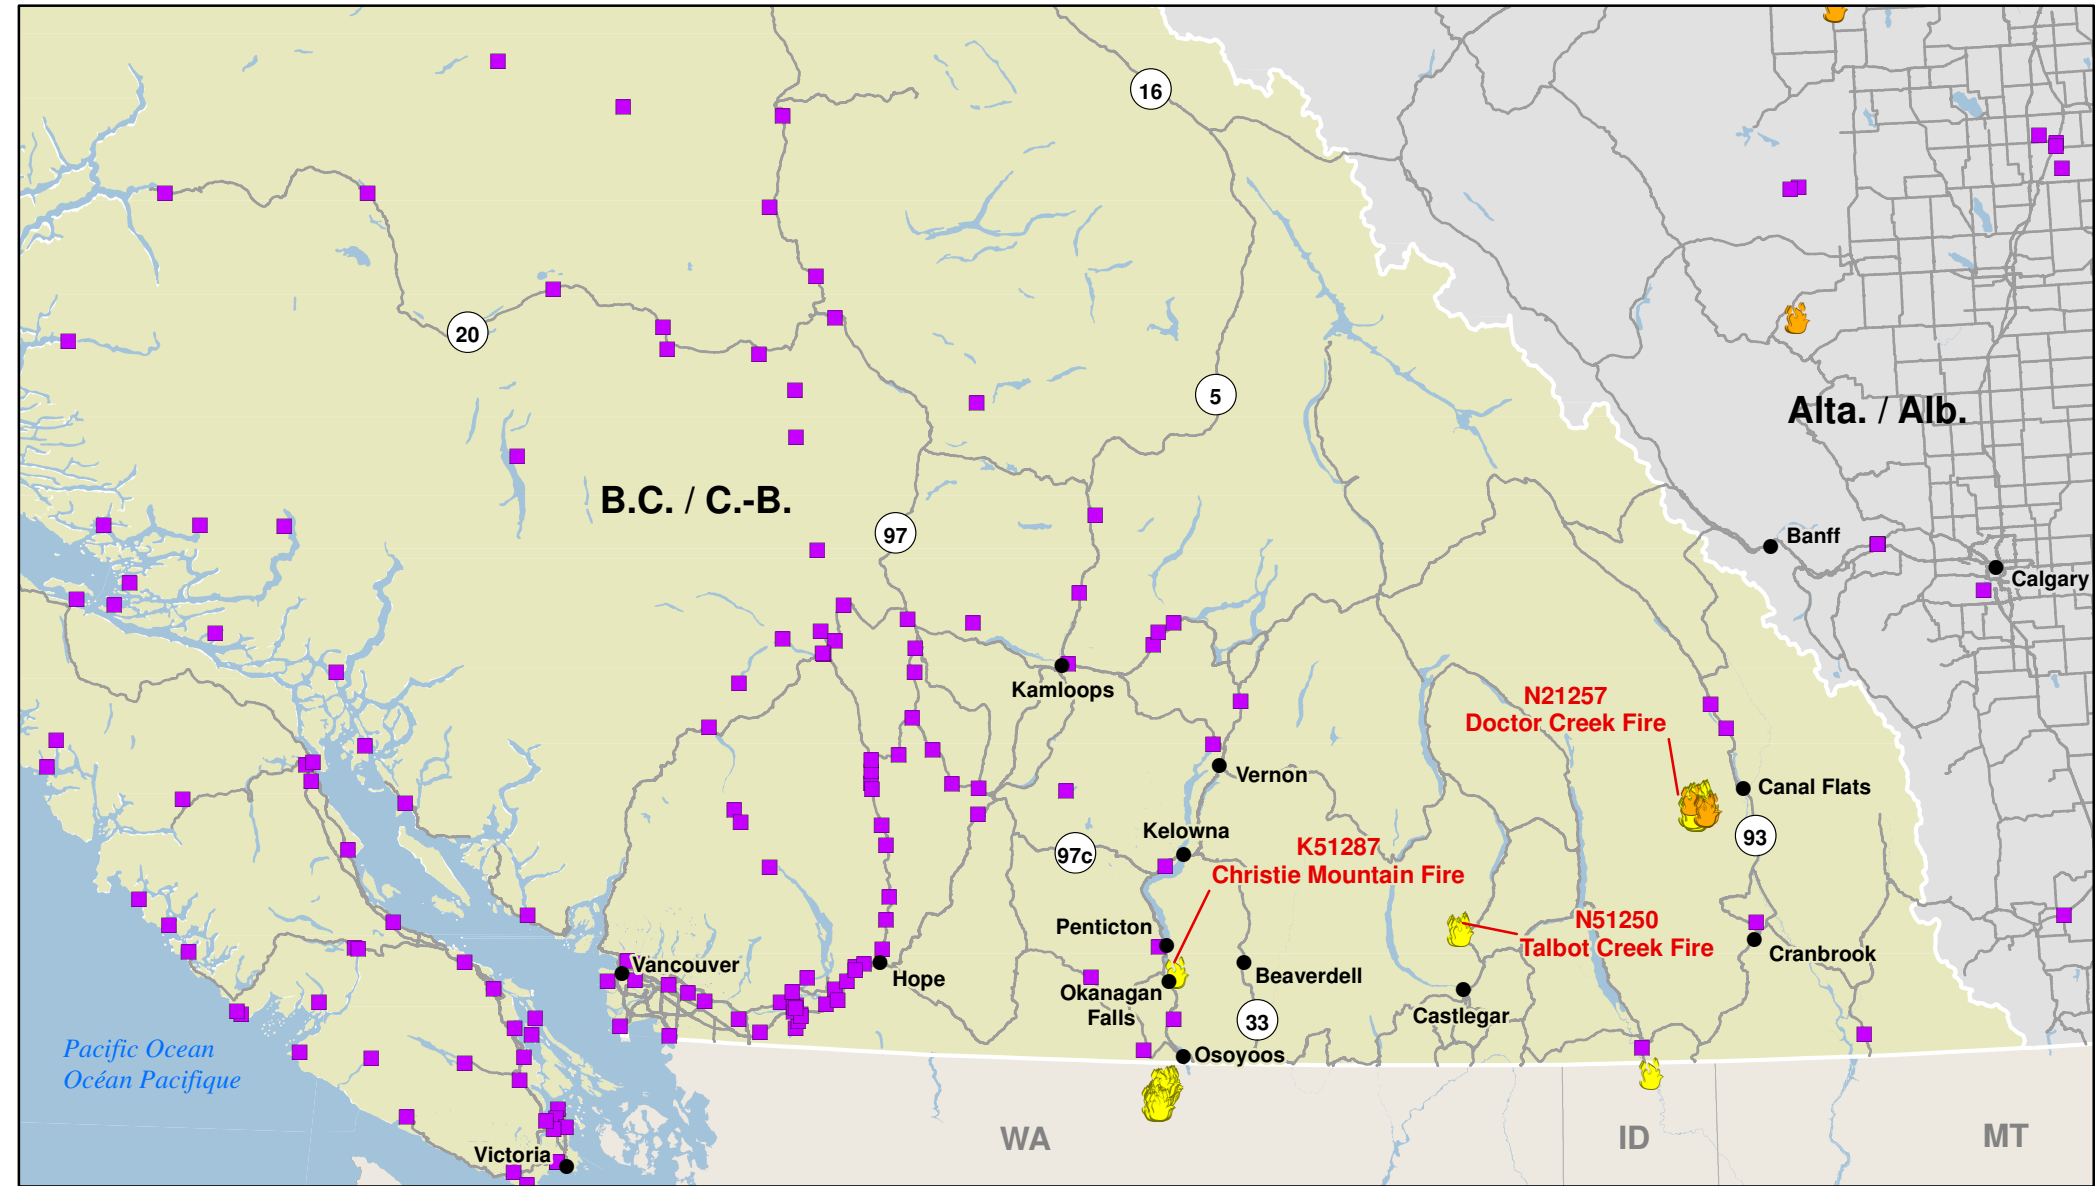 16
20
5
Alta. / Alb.
B.C. / C.-B.
97
Banff
Calgary
Kamloops
N21257
Doctor Creek Fire
Vernon
Canal Flats
Kelowna
K51287
Christie Mountain Fire
97c
93
Penticton
N51250
Talbot Creek Fire
Cranbrook
Vancouver
Hope
Beaverdell
Okanagan
Falls
Castlegar
33
Osoyoos
Pacific Ocean
Océan Pacifique
WA
ID
MT
Victoria